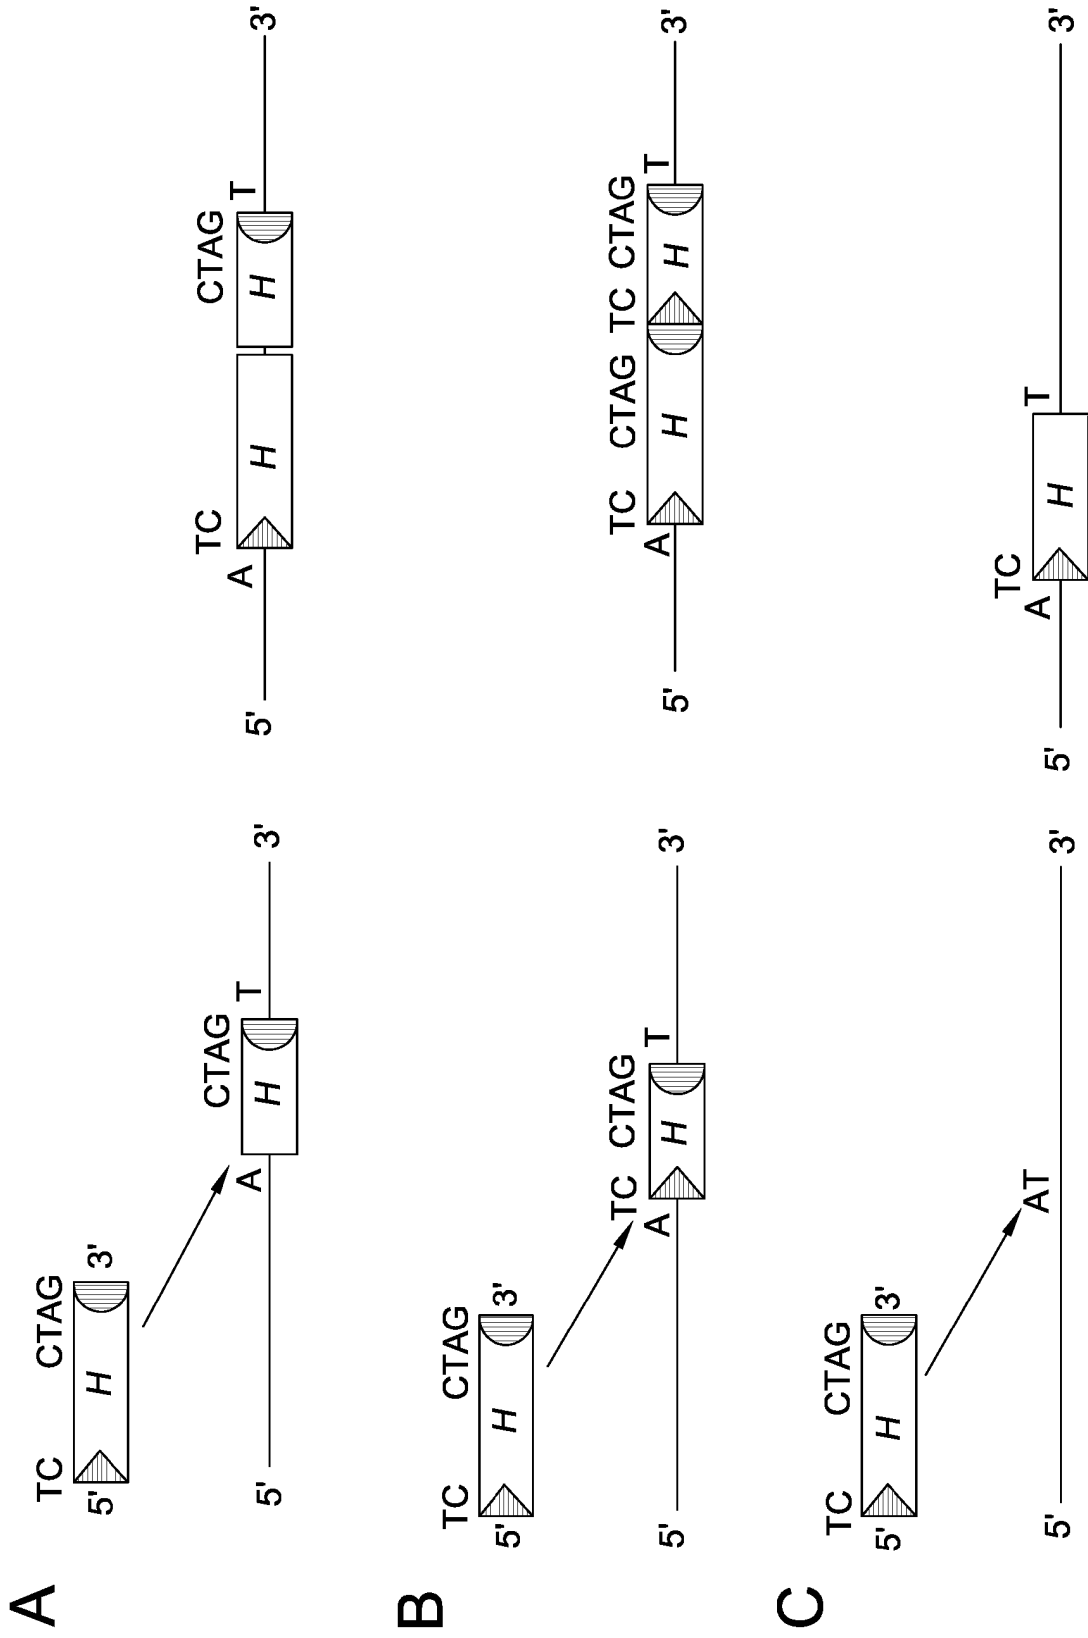 A
TC CTAG
5' H 3'
CTAG TC CTAG
A T A T
5' H 3' 5' H H 3'
B
TC CTAG
5' H 3'
TC CTAG TC CTAG TC CTAG
A T A T
5' H 3' 5' H H 3'
C
TC CTAG
5' H 3'
TC
AT A T
5' 3' 5' H 3'